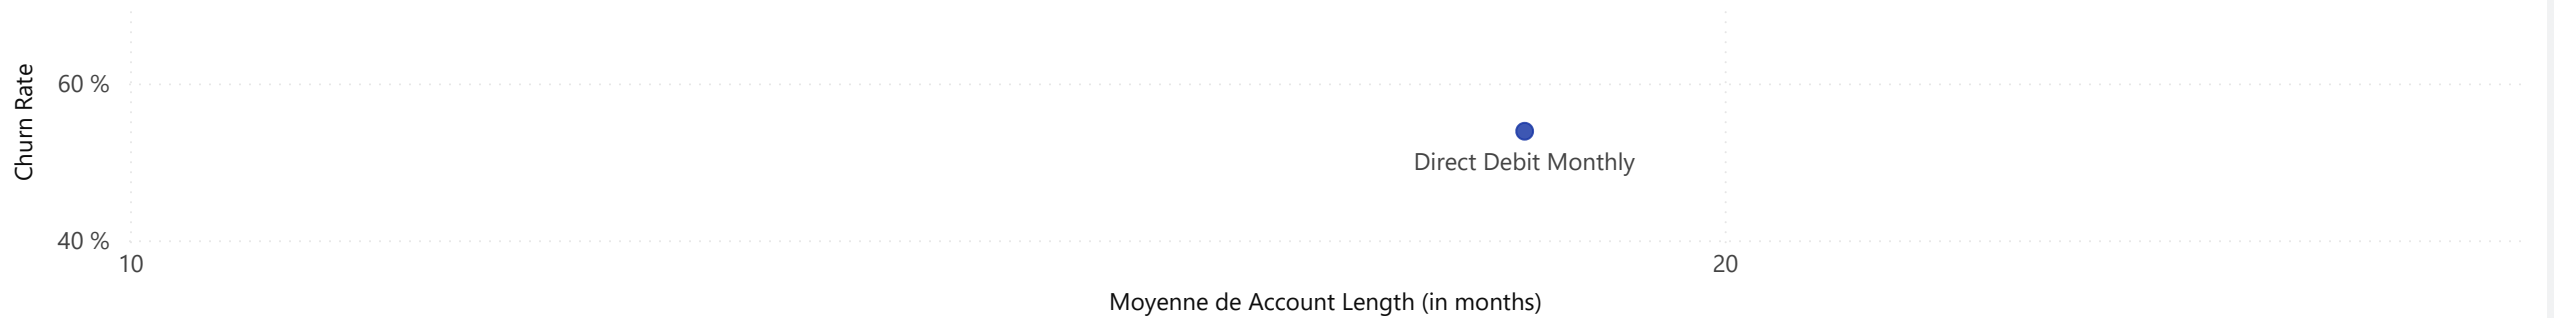 Churn Rate
60 %
Direct Debit Monthly
40 %
10
20
Moyenne de Account Length (in months)